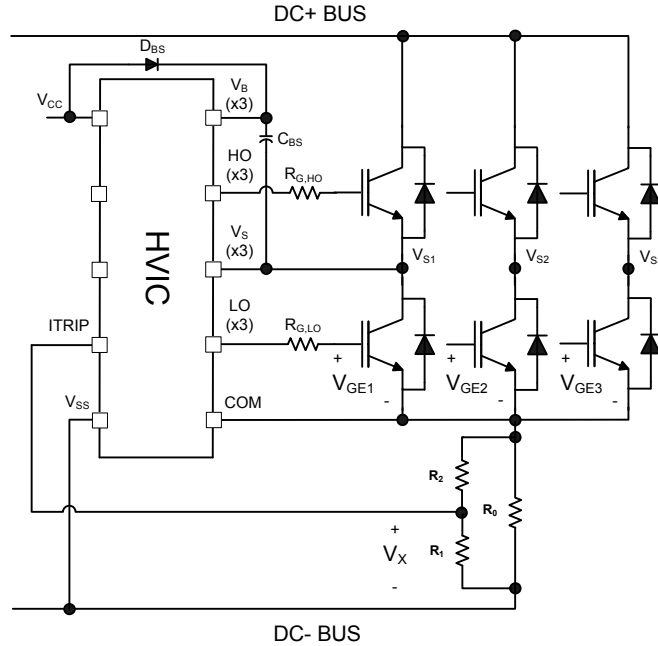 DC+ BUS
DBS
VCC
VB
(x3)
CBS
HO
(x3)
RG,HO
HVIC
VS
(x3)
VS1
VS2
VS
ITRIP
LO
(x3)
RG,LO
+
VGE1
-
+
VGE2
-
+
VGE3
-
VSS
COM
R2
R0
+
VX
-
R1
DC- BUS